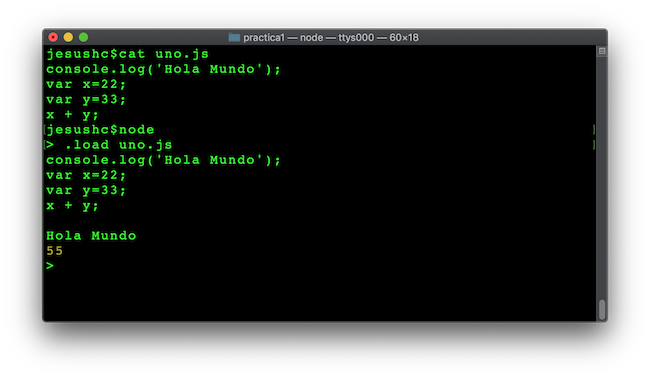 practica1 — node — ttys000 — 60×18
jesushc$cat uno.js
console.log('Hola Mundo');
var x=22;
var y=33;
x + y;
[jesushc$node ]
[> .load uno.js ]
console.log('Hola Mundo');
var x=22;
var y=33;
x + y;
Hola Mundo
55
>